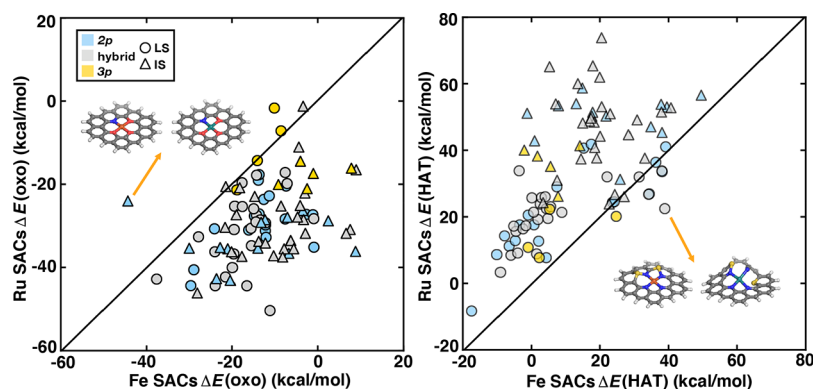 20
0
-20
-40
-60
-60
-40
-20
0
20
Ru SACs ΔE(oxo) (kcal/mol)
Fe SACs ΔE(oxo) (kcal/mol)
2p
hybrid
3p
LS
IS
80
60
40
20
0
-20
-20
0
20
40
60
80
Ru SACs ΔE(HAT) (kcal/mol)
Fe SACs ΔE(HAT) (kcal/mol)